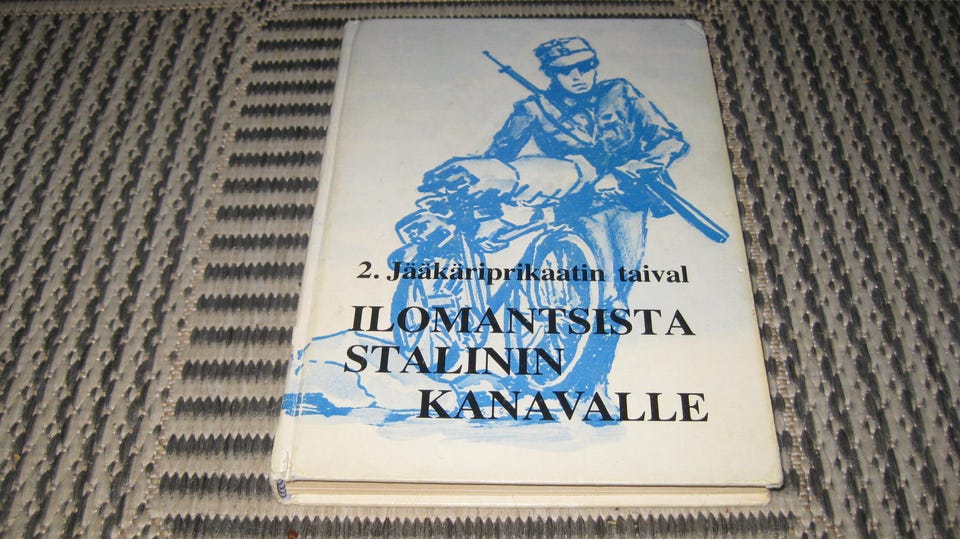 2. Jääkäriprikaatin taival
ILOMANTSISTA
STALININ
KANAVALLE